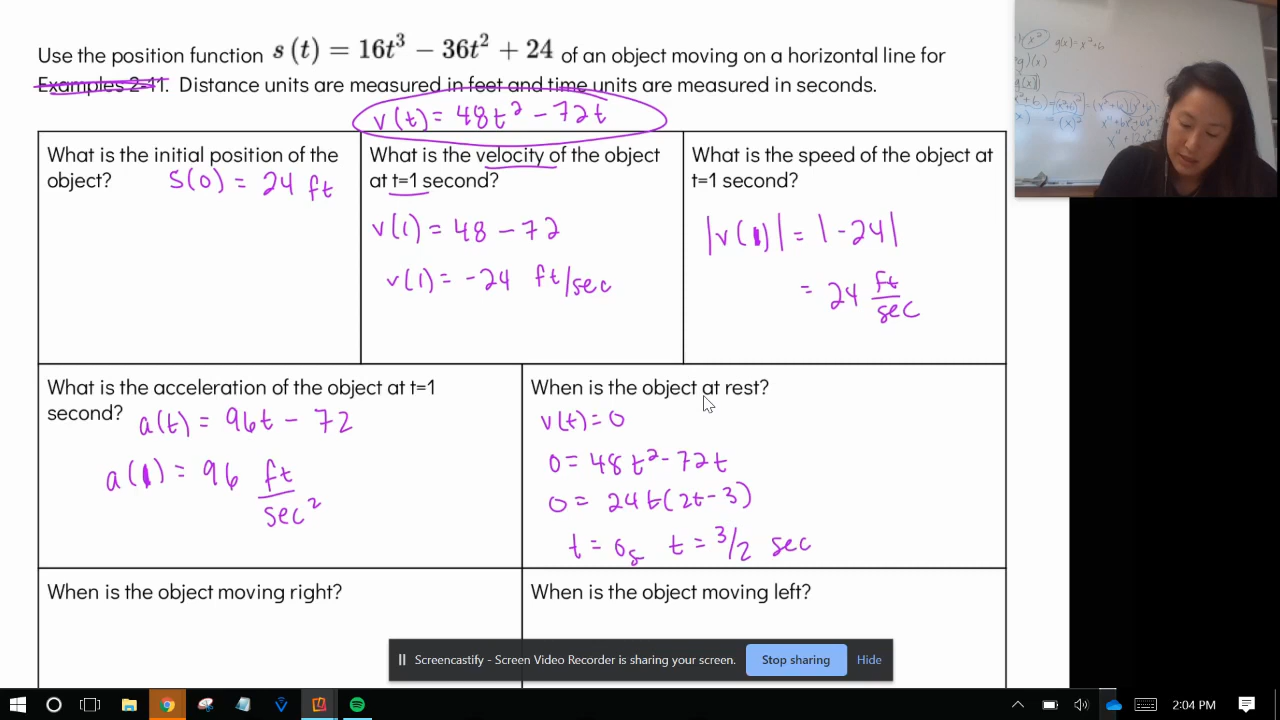 Use the position function s (t) = 16t³ − 36t² + 24 of an object moving on a horizontal line for
Examples 2-11. Distance units are measured in feet and time units are measured in seconds.
v(t) = 48t² − 72t
What is the initial position of the
object? s(0) = 24 ft
What is the velocity of the object
at t=1 second?
v(1) = 48 − 72
v(1) = -24 ft/sec
What is the speed of the object at
t=1 second?
|v(1)| = |-24|
= 24 ft/sec
What is the acceleration of the object at t=1
second? a(t) = 96t − 72
a(1) = 96 ft/sec²
When is the object at rest?
v(t) = 0
0 = 48t² - 72t
0 = 24t(2t-3)
t = 0s t = 3/2 sec
When is the object moving right?
When is the object moving left?
Screencastify - Screen Video Recorder is sharing your screen. Stop sharing Hide
2:04 PM